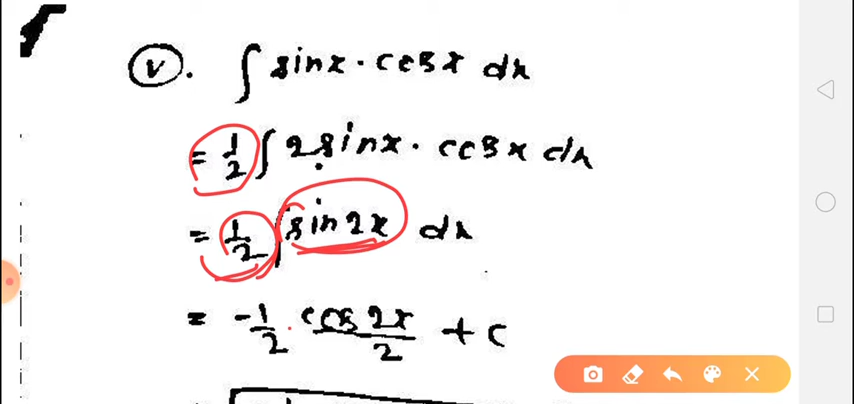 (v). ∫ sinx · cosx dx
= 1/2 ∫ 2sinx · cosx dx
= 1/2 ∫ sin2x dx
= -1/2 · cos2x/2 + c